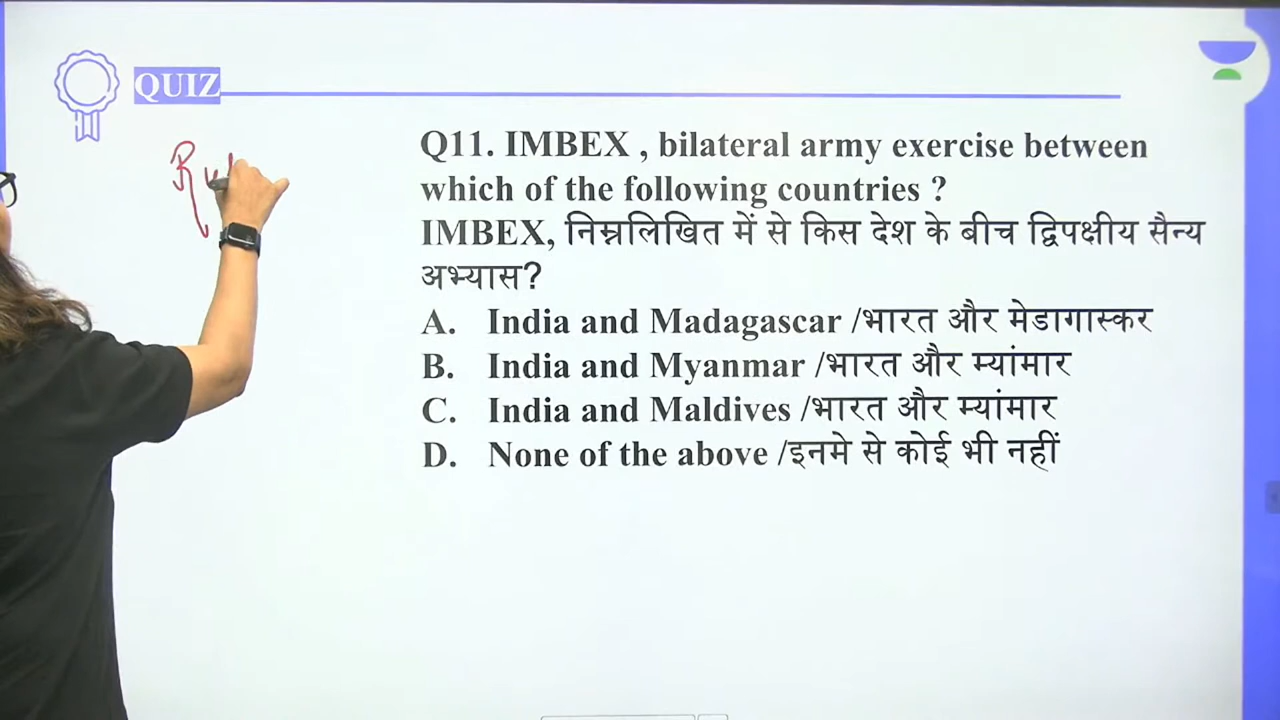 QUIZ
Q11. IMBEX , bilateral army exercise between
which of the following countries ?
IMBEX, निम्नलिखित में से किस देश के बीच द्विपक्षीय सैन्य
अभ्यास?
A. India and Madagascar /भारत और मेडागास्कर
B. India and Myanmar /भारत और म्यांमार
C. India and Maldives /भारत और म्यांमार
D. None of the above /इनमे से कोई भी नहीं